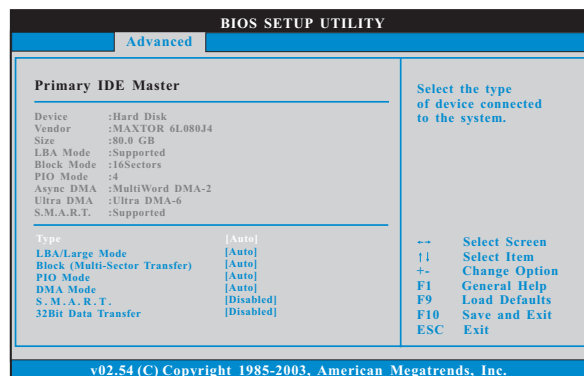 BIOS SETUP UTILITY
Advanced
Primary IDE Master
Device :Hard Disk
Vendor :MAXTOR 6L080J4
Size :80.0 GB
LBA Mode :Supported
Block Mode :16Sectors
PIO Mode :4
Async DMA :MultiWord DMA-2
Ultra DMA :Ultra DMA-6
S.M.A.R.T. :Supported
Type [Auto]
LBA/Large Mode [Auto]
Block (Multi-Sector Transfer) [Auto]
PIO Mode [Auto]
DMA Mode [Auto]
S.M.A.R.T. [Disabled]
32Bit Data Transfer [Disabled]
Select the type
of device connected
to the system.
↔ Select Screen
↑↓ Select Item
+- Change Option
F1 General Help
F9 Load Defaults
F10 Save and Exit
ESC Exit
v02.54 (C) Copyright 1985-2003, American Megatrends, Inc.